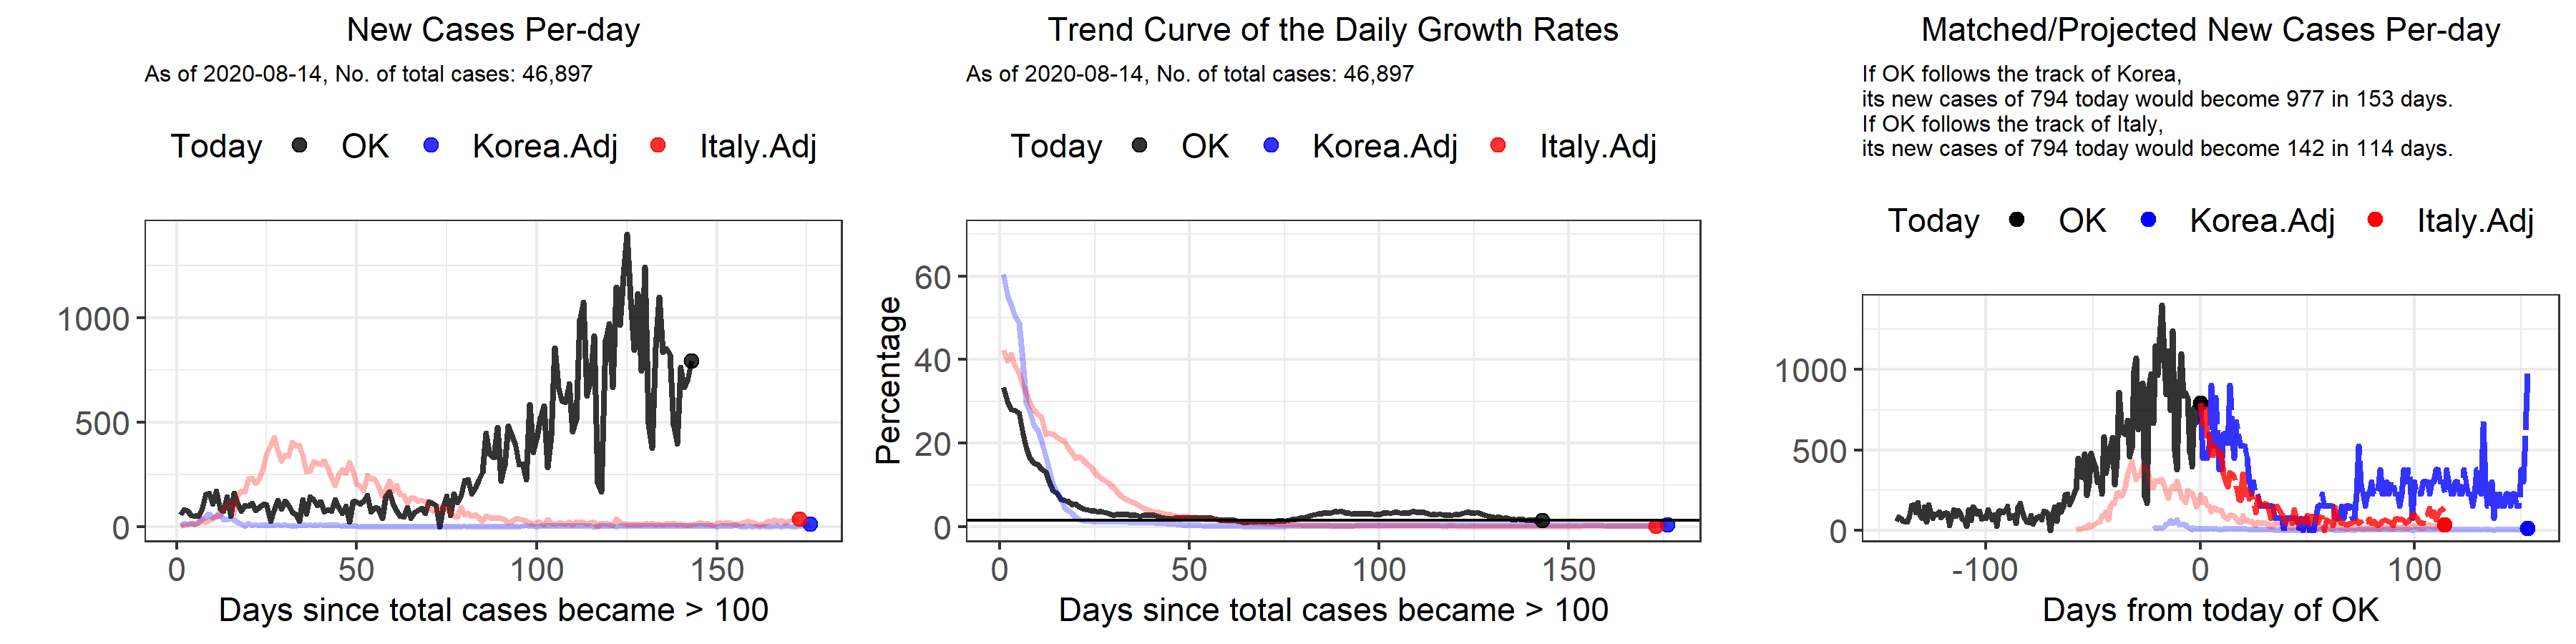 New Cases Per-day
As of 2020-08-14, No. of total cases: 46,897
Today OK Korea.Adj Italy.Adj
1000
500
0
0 50 100 150
Days since total cases became > 100
Trend Curve of the Daily Growth Rates
As of 2020-08-14, No. of total cases: 46,897
Today OK Korea.Adj Italy.Adj
Percentage
60
40
20
0
0 50 100 150
Days since total cases became > 100
Matched/Projected New Cases Per-day
If OK follows the track of Korea,
its new cases of 794 today would become 977 in 153 days.
If OK follows the track of Italy,
its new cases of 794 today would become 142 in 114 days.
Today OK Korea.Adj Italy.Adj
1000
500
0
-100 0 100
Days from today of OK